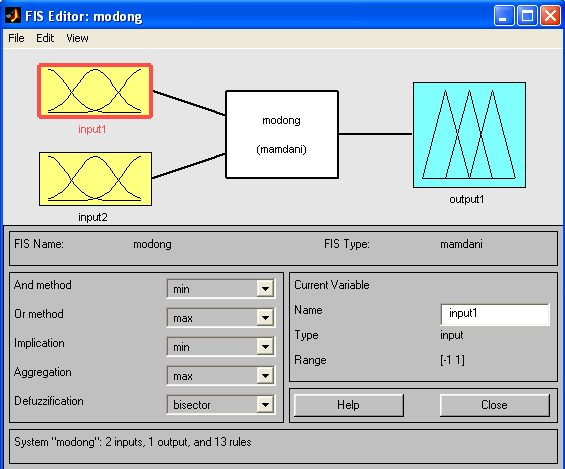 FIS Editor: modong
File Edit View
input1
input2
modong
(mamdani)
output1
FIS Name: modong FIS Type: mamdani
And method min
Or method max
Implication min
Aggregation max
Defuzzification bisector
Current Variable
Name input1
Type input
Range [-1 1]
Help Close
System "modong": 2 inputs, 1 output, and 13 rules